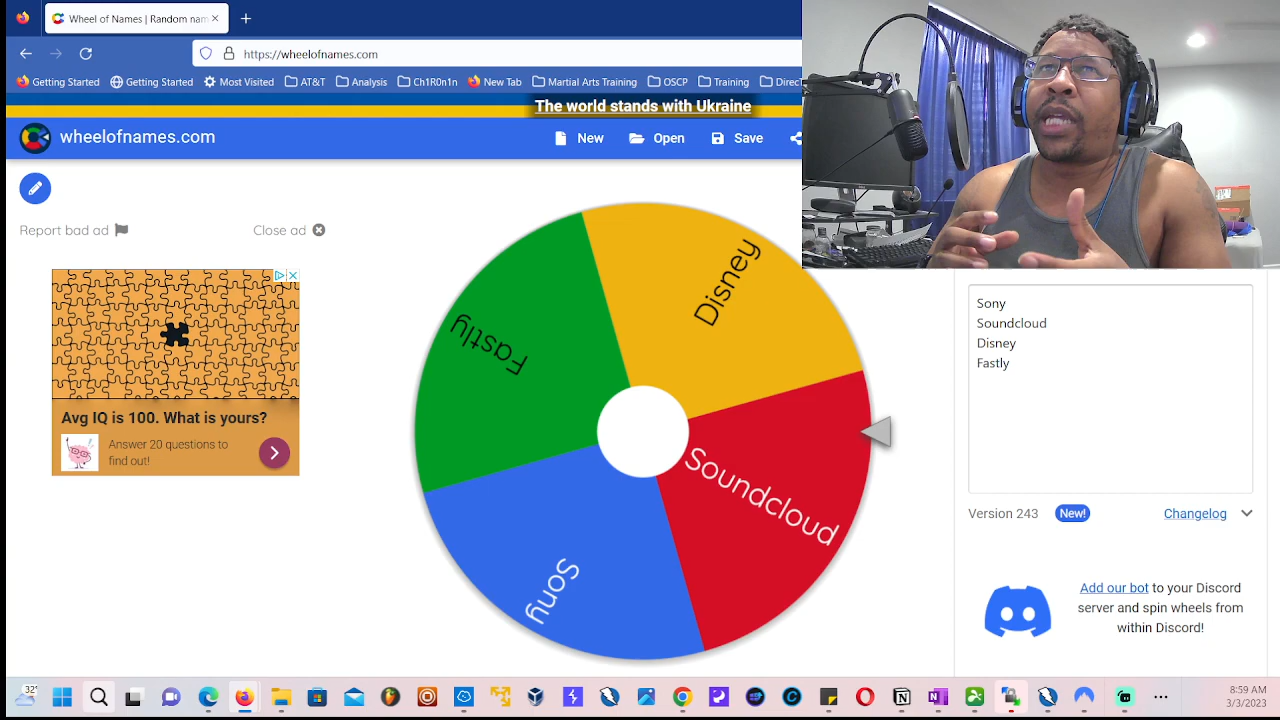 Wheel of Names | Random nam
https://wheelofnames.com
Getting Started
Getting Started
Most Visited
AT&T
Analysis
Ch1R0n1n
New Tab
Martial Arts Training
OSCP
Training
Direc
The world stands with Ukraine
wheelofnames.com
New
Open
Save
Report bad ad
Close ad
Avg IQ is 100. What is yours?
Answer 20 questions to
find out!
Disney
Fastly
Soundcloud
Sony
Sony
Soundcloud
Disney
Fastly
Version 243
New!
Changelog
Add our bot to your Discord
server and spin wheels from
within Discord!
32°
8:59 AM
3/3/2023